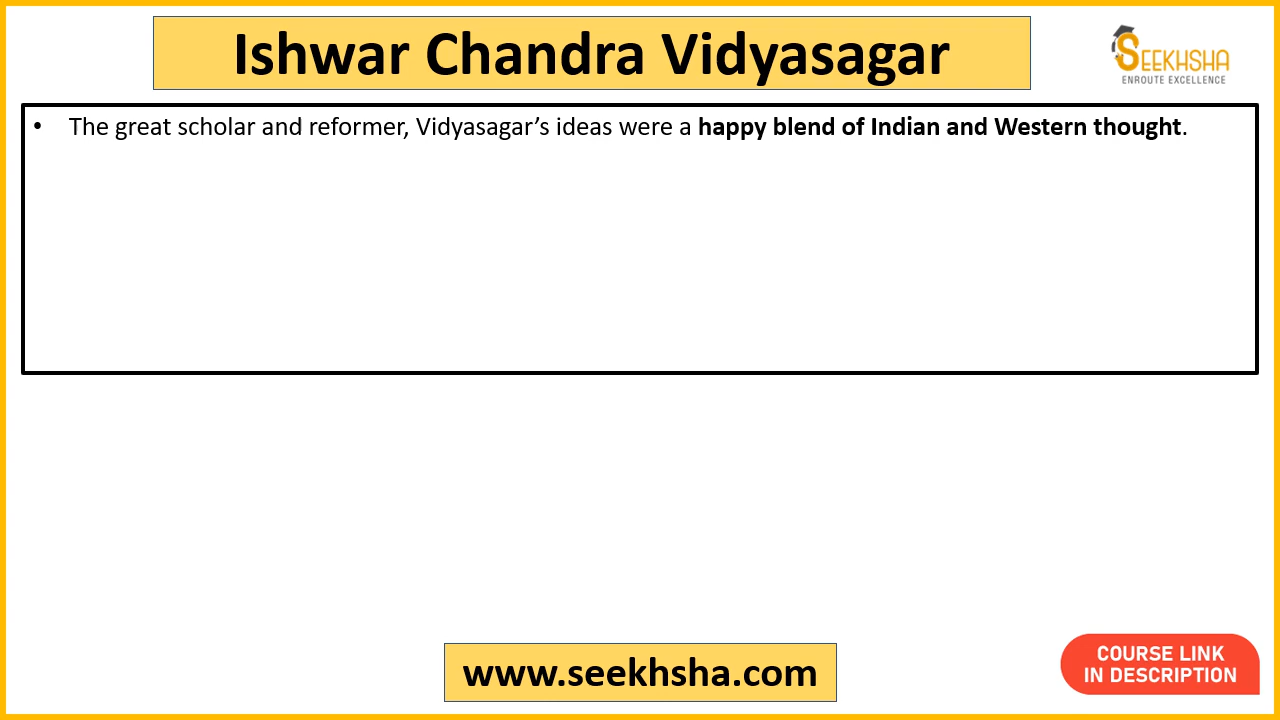 Ishwar Chandra Vidyasagar
SEEKHSHA
ENROUTE EXCELLENCE
• The great scholar and reformer, Vidyasagar’s ideas were a happy blend of Indian and Western thought.
www.seekhsha.com
COURSE LINK
IN DESCRIPTION